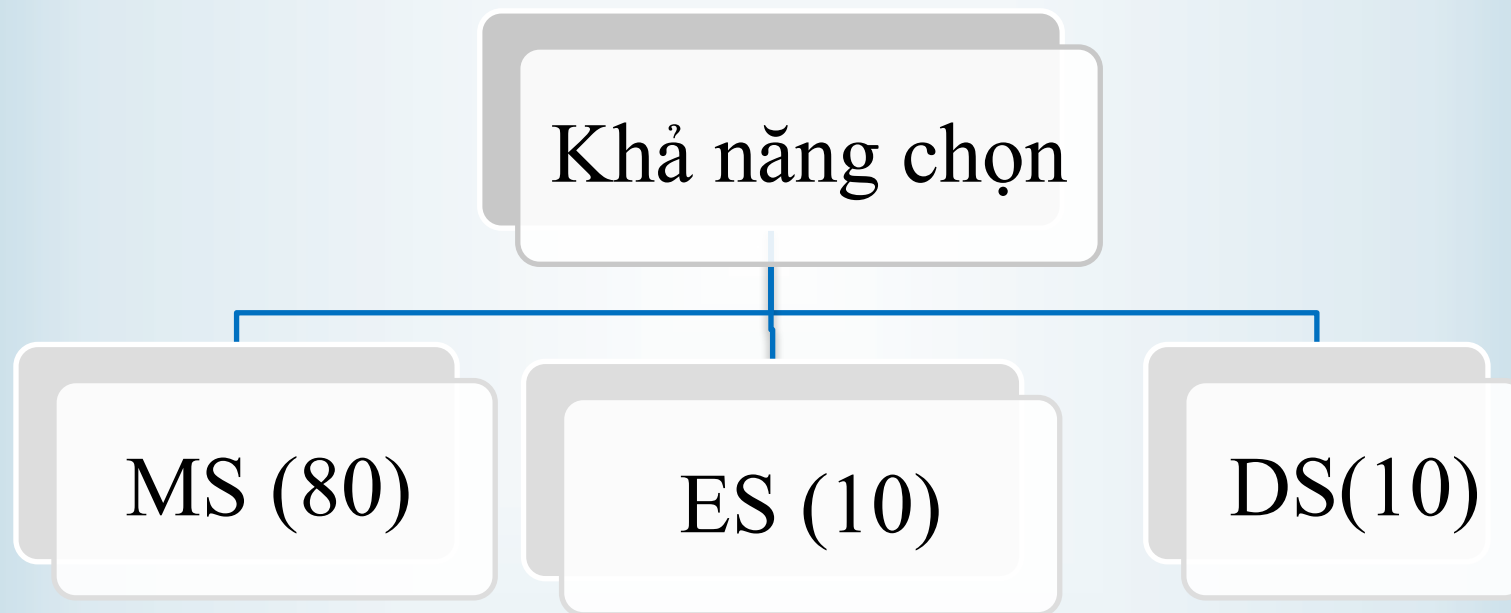 Khả năng chọn
MS (80)
ES (10)
DS(10)